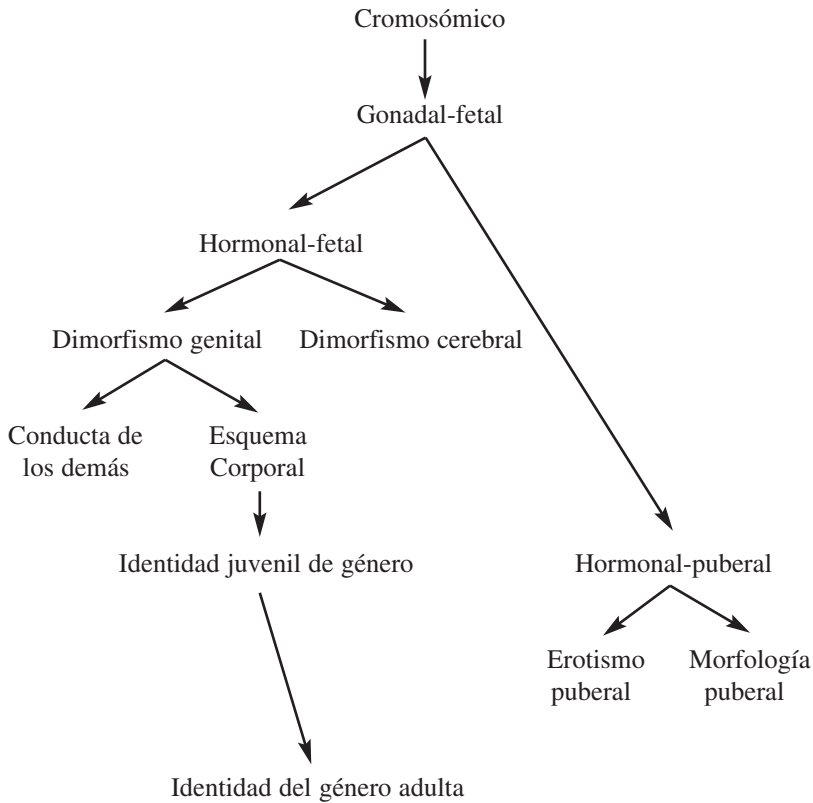 Cromosómico
Gonadal-fetal
Hormonal-fetal
Dimorfismo genital
Dimorfismo cerebral
Conducta de
los demás
Esquema
Corporal
Identidad juvenil de género
Hormonal-puberal
Erotismo
puberal
Morfología
puberal
Identidad del género adulta